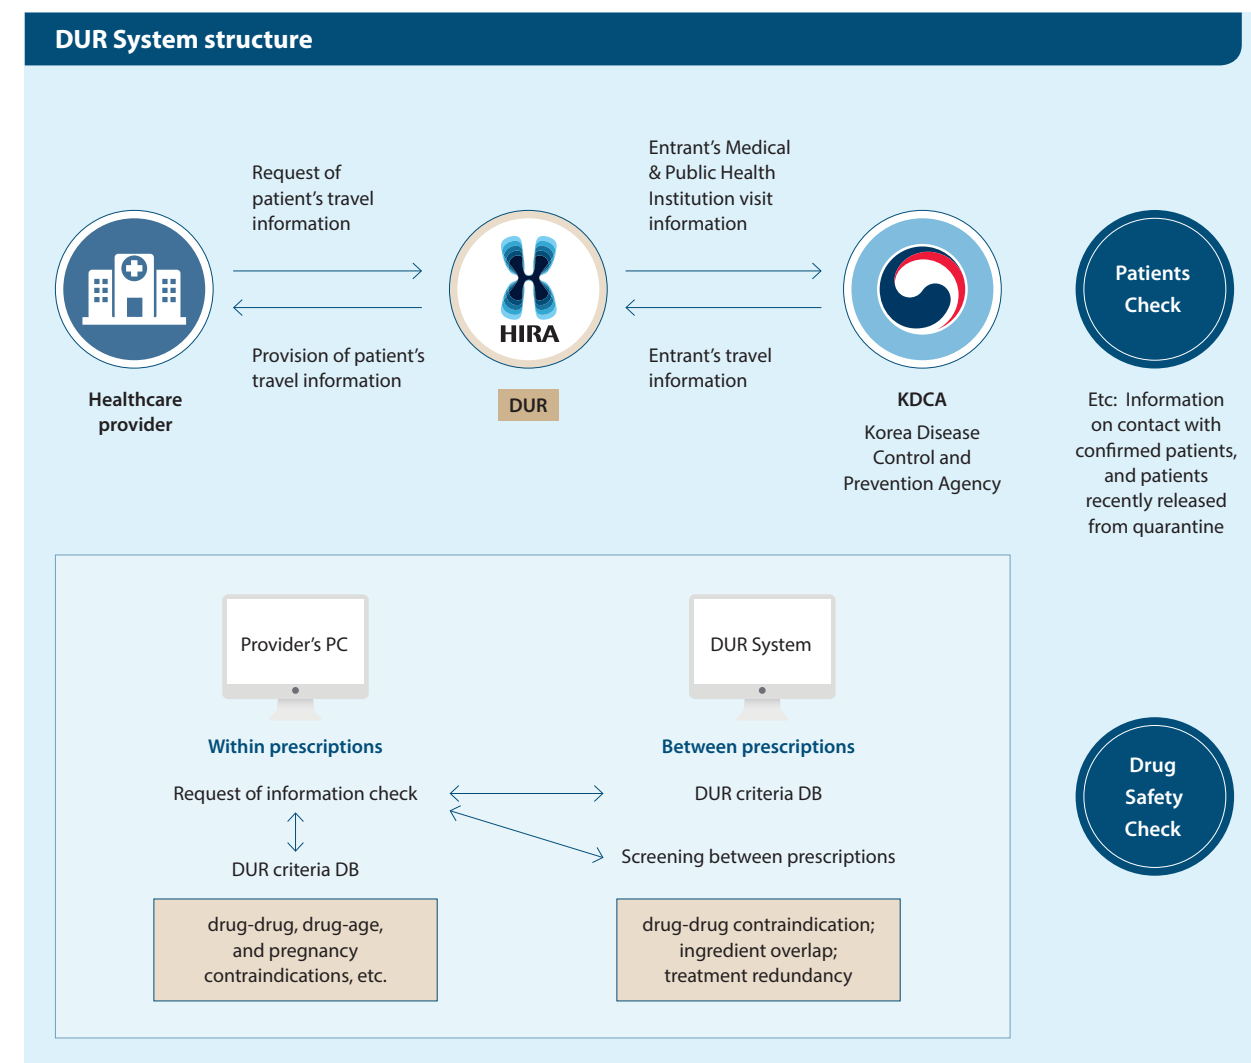 DUR System structure
Request of
patient’s travel
information
Entrant’s Medical
& Public Health
Institution visit
information
HIRA
Provision of patient’s
travel information
Entrant’s travel
information
Healthcare
provider
DUR
KDCA
Korea Disease
Control and
Prevention Agency
Patients
Check
Etc: Information
on contact with
confirmed patients,
and patients
recently released
from quarantine
Provider’s PC
Within prescriptions
Request of information check
DUR criteria DB
drug-drug, drug-age,
and pregnancy
contraindications, etc.
DUR System
Between prescriptions
DUR criteria DB
Screening between prescriptions
drug-drug contraindication;
ingredient overlap;
treatment redundancy
Drug
Safety
Check